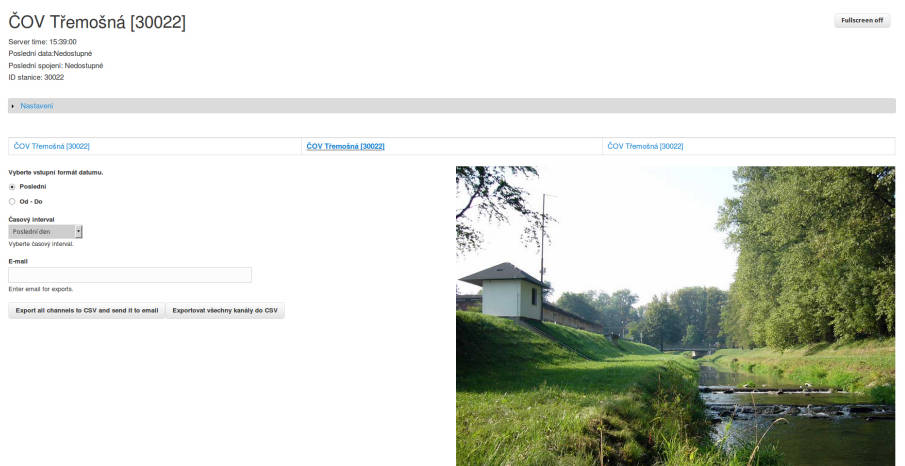 ČOV Třemošná [30022]
Fullscreen off
Server time: 15:39:00
Poslední data:Nedostupné
Poslední spojení: Nedostupné
ID stanice: 30022
Nastavení
ČOV Třemošná [30022] ČOV Třemošná [30022] ČOV Třemošná [30022]
Vyberte vstupní formát datumu.
Poslední
Od - Do
Časový interval
Poslední den
Vyberte časový interval.
E-mail
Enter email for exports.
Export all channels to CSV and send it to email Exportovat všechny kanály do CSV